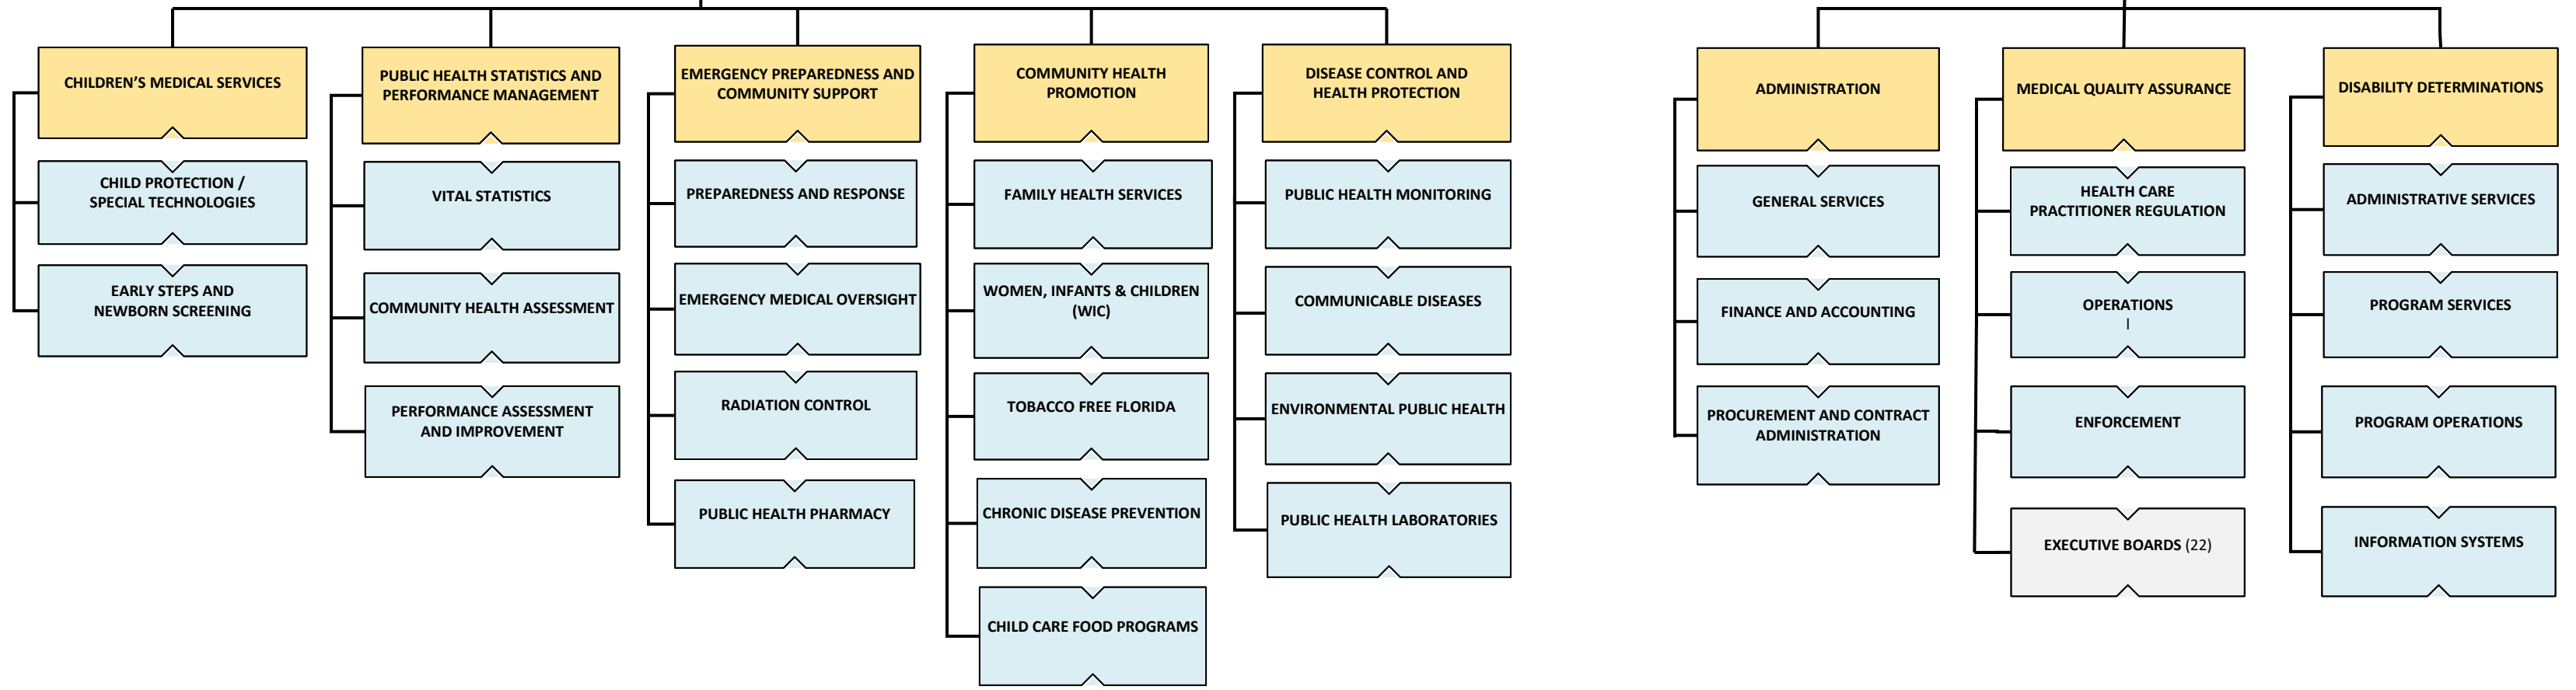 CHILDREN’S MEDICAL SERVICES
CHILD PROTECTION /
SPECIAL TECHNOLOGIES
EARLY STEPS AND
NEWBORN SCREENING
PUBLIC HEALTH STATISTICS AND
PERFORMANCE MANAGEMENT
VITAL STATISTICS
COMMUNITY HEALTH ASSESSMENT
PERFORMANCE ASSESSMENT
AND IMPROVEMENT
EMERGENCY PREPAREDNESS AND
COMMUNITY SUPPORT
PREPAREDNESS AND RESPONSE
EMERGENCY MEDICAL OVERSIGHT
RADIATION CONTROL
PUBLIC HEALTH PHARMACY
COMMUNITY HEALTH
PROMOTION
FAMILY HEALTH SERVICES
WOMEN, INFANTS & CHILDREN
(WIC)
TOBACCO FREE FLORIDA
CHRONIC DISEASE PREVENTION
CHILD CARE FOOD PROGRAMS
DISEASE CONTROL AND
HEALTH PROTECTION
PUBLIC HEALTH MONITORING
COMMUNICABLE DISEASES
ENVIRONMENTAL PUBLIC HEALTH
PUBLIC HEALTH LABORATORIES
ADMINISTRATION
GENERAL SERVICES
FINANCE AND ACCOUNTING
PROCUREMENT AND CONTRACT
ADMINISTRATION
MEDICAL QUALITY ASSURANCE
HEALTH CARE
PRACTITIONER REGULATION
OPERATIONS
l
ENFORCEMENT
EXECUTIVE BOARDS (22)
DISABILITY DETERMINATIONS
ADMINISTRATIVE SERVICES
PROGRAM SERVICES
PROGRAM OPERATIONS
INFORMATION SYSTEMS